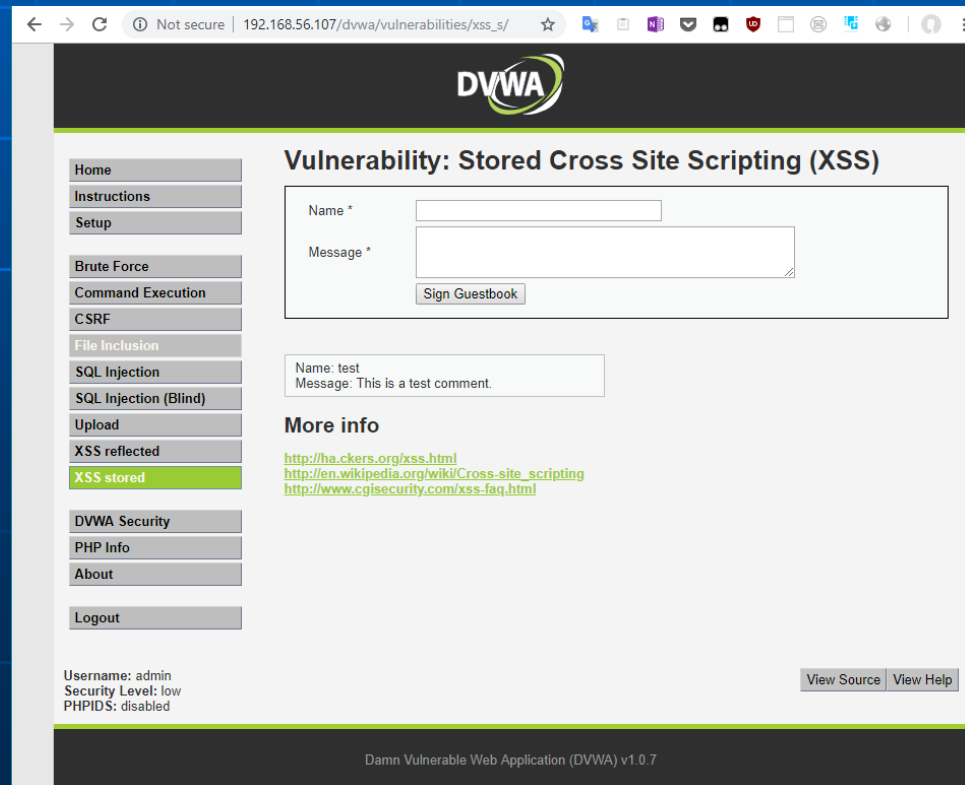 Not secure | 192.168.56.107/dvwa/vulnerabilities/xss_s/
DVWA
Home
Instructions
Setup
Brute Force
Command Execution
CSRF
File Inclusion
SQL Injection
SQL Injection (Blind)
Upload
XSS reflected
XSS stored
DVWA Security
PHP Info
About
Logout
Vulnerability: Stored Cross Site Scripting (XSS)
Name *
Message *
Sign Guestbook
Name: test
Message: This is a test comment.
More info
http://ha.ckers.org/xss.html
http://en.wikipedia.org/wiki/Cross-site_scripting
http://www.cgisecurity.com/xss-faq.html
Username: admin
Security Level: low
PHPIDS: disabled
View Source View Help
Damn Vulnerable Web Application (DVWA) v1.0.7